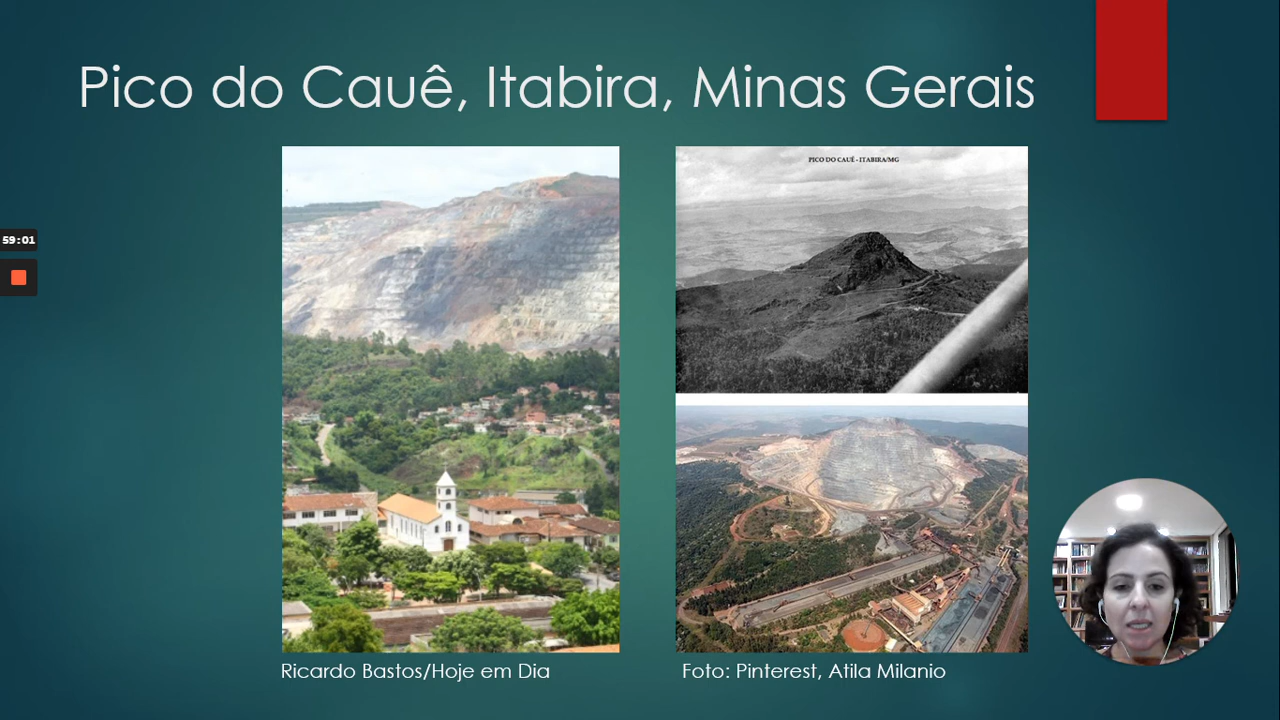 Pico do Cauê, Itabira, Minas Gerais
PICO DO CAUÊ - ITABIRA/MG
59:01
Ricardo Bastos/Hoje em Dia
Foto: Pinterest, Atila Milanio